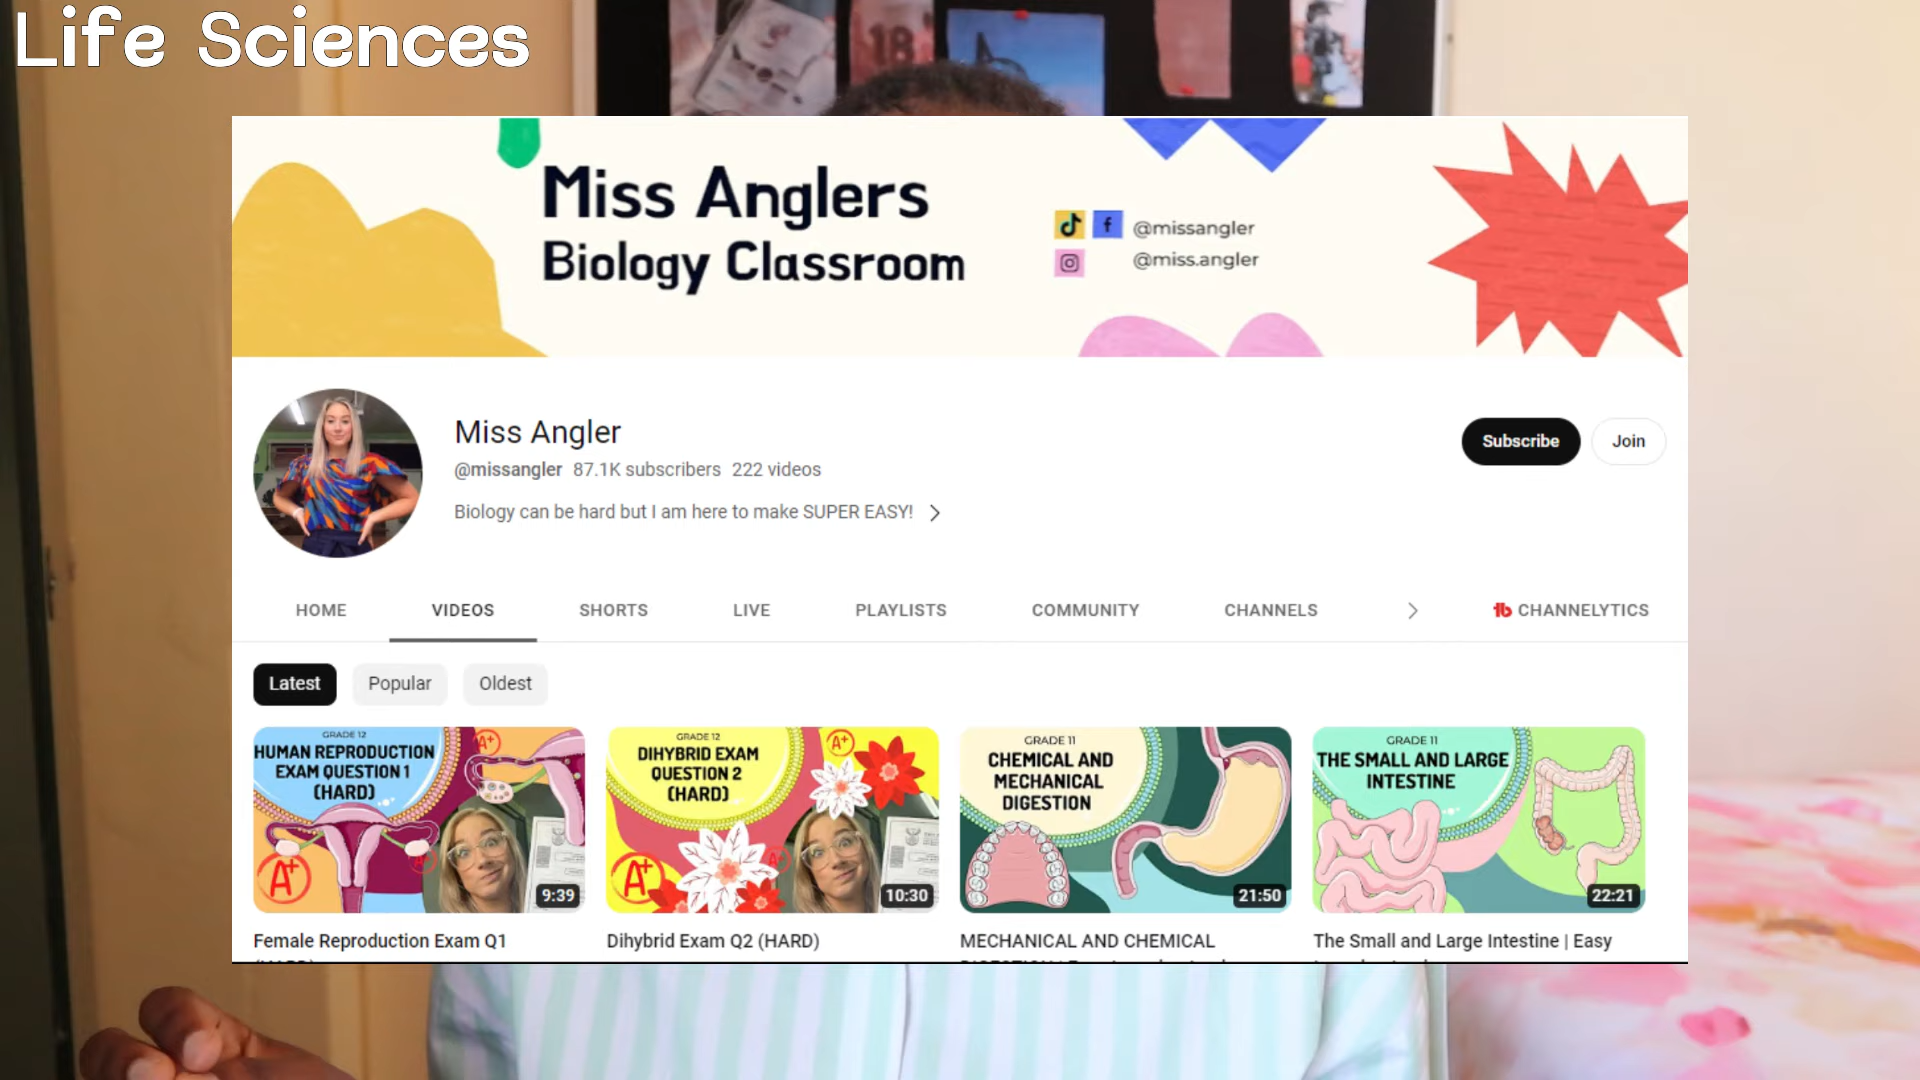 Life Sciences
18
Miss Anglers
Biology Classroom
@missangler
@miss.angler
Miss Angler
@missangler 87.1K subscribers 222 videos
Biology can be hard but I am here to make SUPER EASY!
Subscribe
Join
HOME VIDEOS SHORTS LIVE PLAYLISTS COMMUNITY CHANNELS CHANNELYTICS
Latest Popular Oldest
GRADE 12
HUMAN REPRODUCTION
EXAM QUESTION 1
(HARD)
A+
A+
9:39
GRADE 12
DIHYBRID EXAM
QUESTION 2
(HARD)
A+
A+
10:30
GRADE 11
CHEMICAL AND
MECHANICAL
DIGESTION
21:50
GRADE 11
THE SMALL AND LARGE
INTESTINE
22:21
Female Reproduction Exam Q1
Dihybrid Exam Q2 (HARD)
MECHANICAL AND CHEMICAL
The Small and Large Intestine | Easy